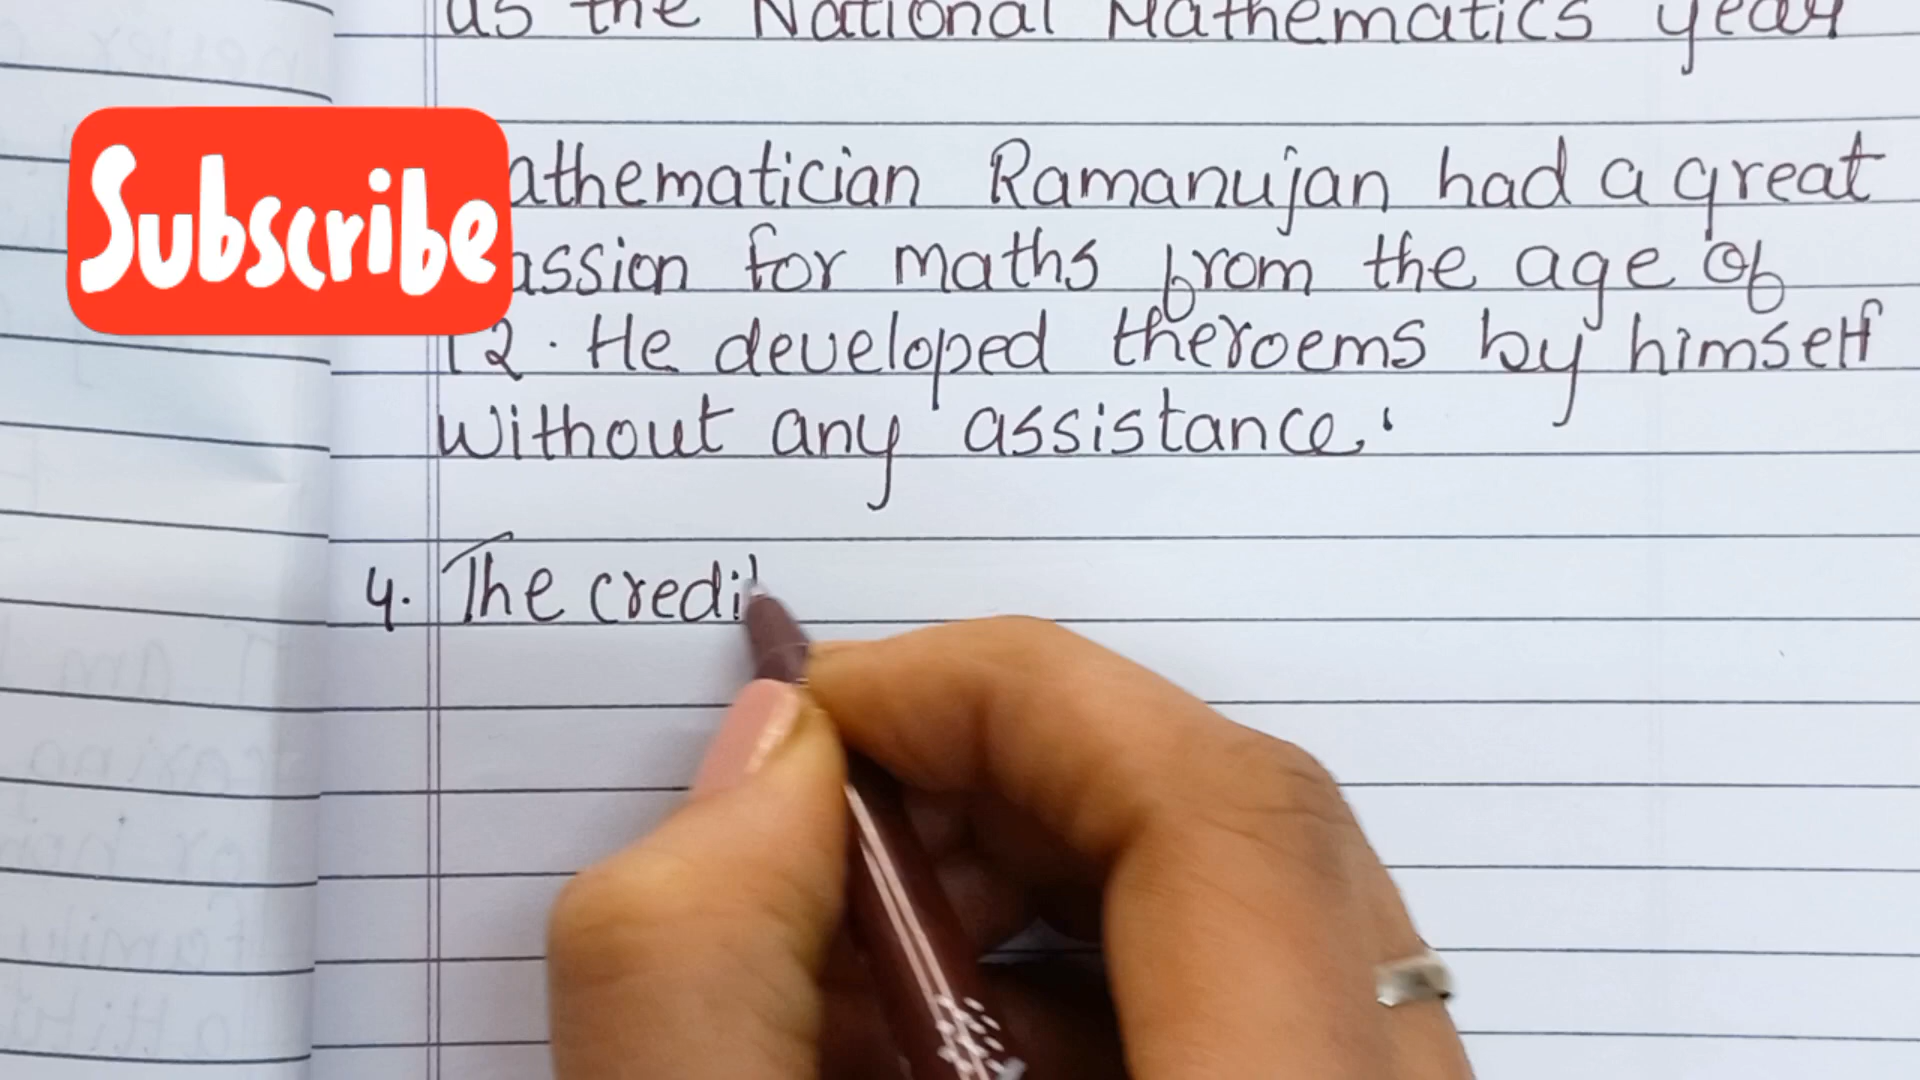 as the National Mathematics year
Subscribe
athematician Ramanujan had a great
assion for maths from the age of
12. He developed theroems by himself
without any assistance.
4. The credit